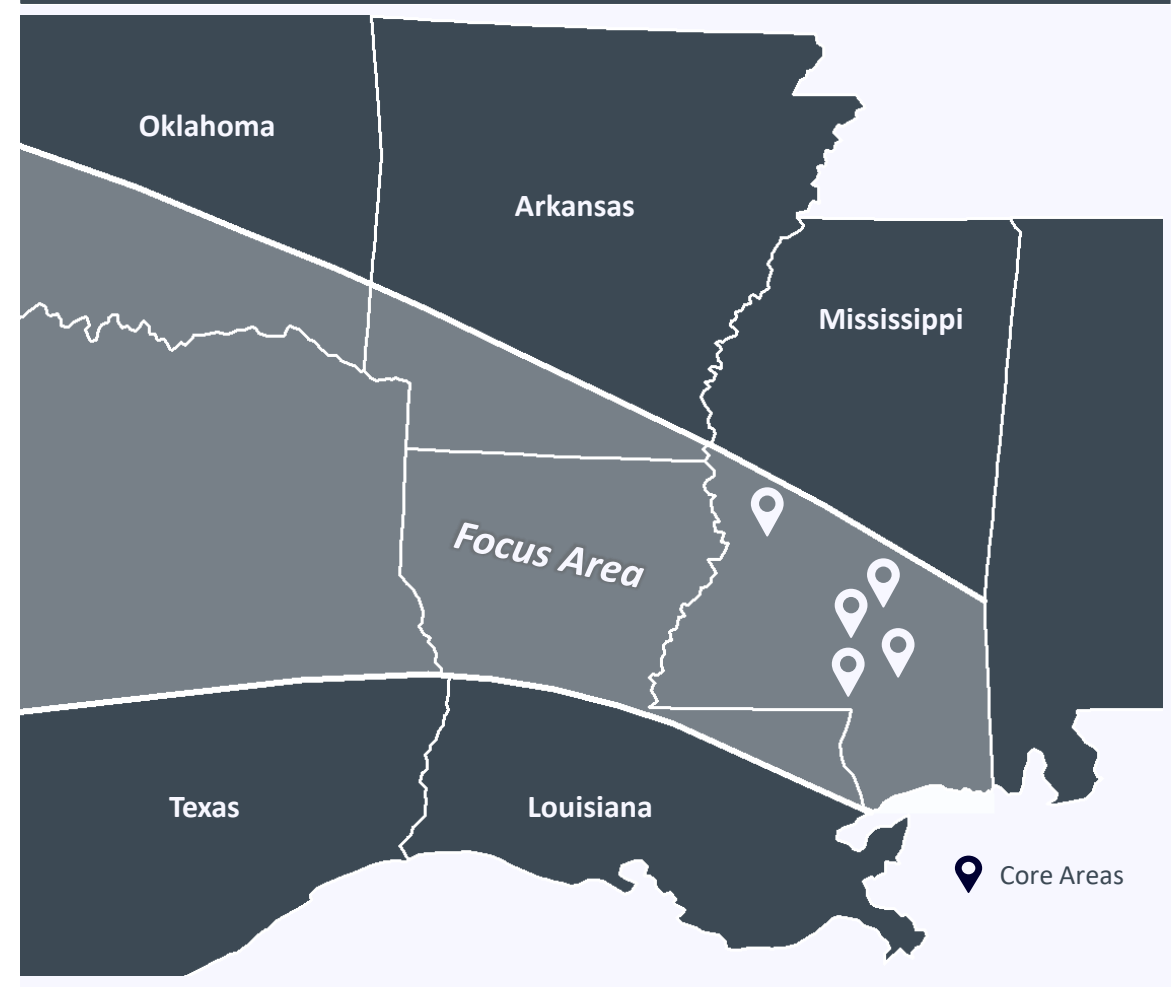 Oklahoma
Arkansas
Mississippi
Focus Area
Texas
Louisiana
Core Areas